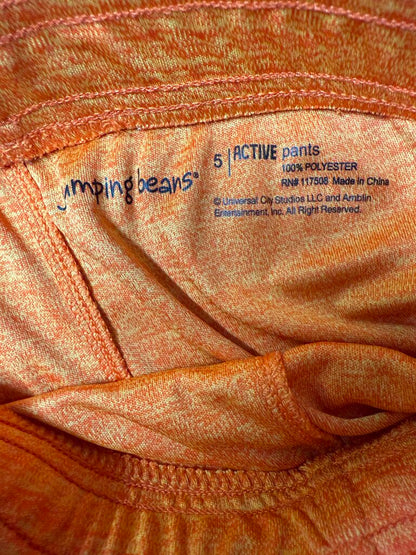 jumping beans®
5 | ACTIVE pants
100% POLYESTER
RN# 117508 Made in China
© Universal City Studios LLC and Amblin
Entertainment, Inc. All Right Reserved.